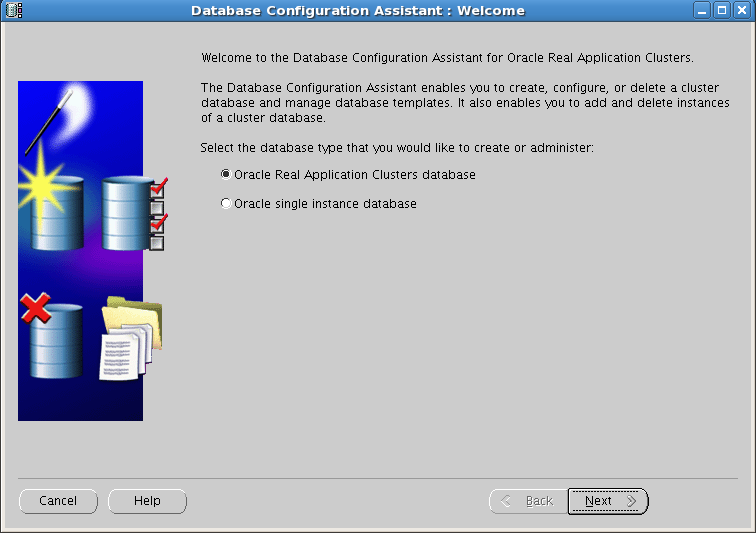 Database Configuration Assistant : Welcome
Welcome to the Database Configuration Assistant for Oracle Real Application Clusters.
The Database Configuration Assistant enables you to create, configure, or delete a cluster
database and manage database templates. It also enables you to add and delete instances
of a cluster database.
Select the database type that you would like to create or administer:
Oracle Real Application Clusters database
Oracle single instance database
Cancel
Help
Back
Next